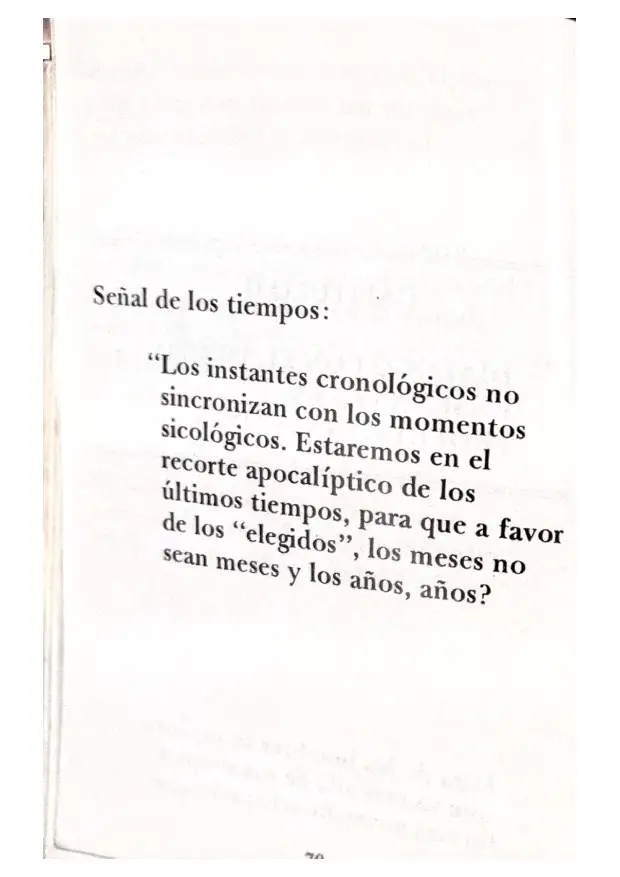 Señal de los tiempos:
“Los instantes cronológicos no
sincronizan con los momentos
sicológicos. Estaremos en el
recorte apocalíptico de los
últimos tiempos, para que a favor
de los “elegidos”, los meses no
sean meses y los años, años?